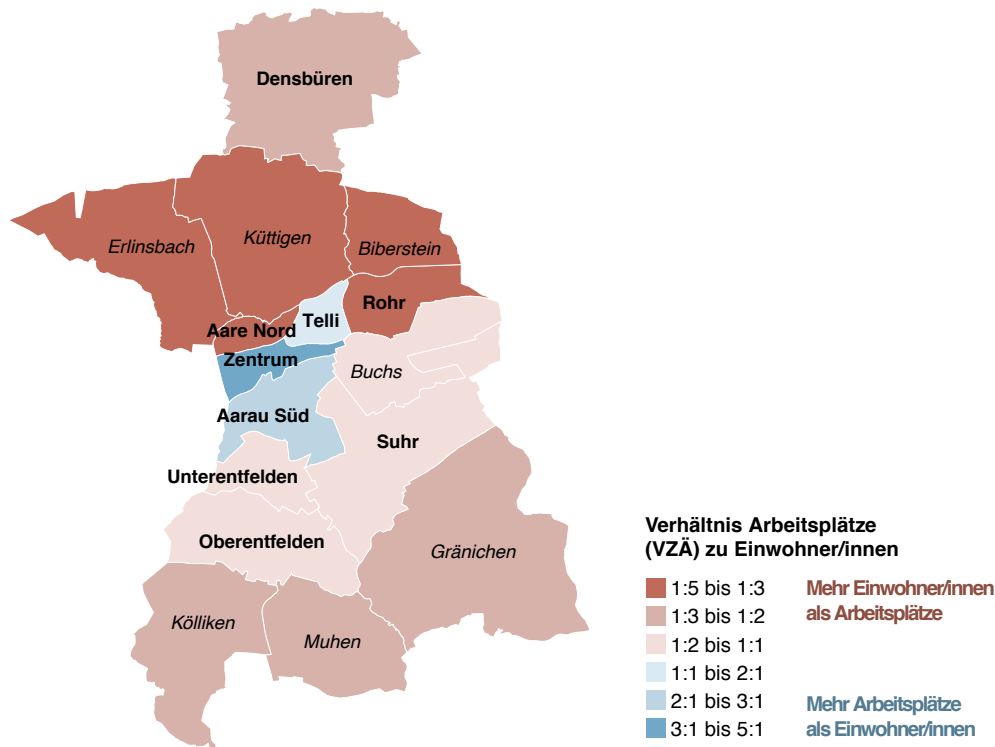 Densbüren
Erlinsbach
Küttigen
Biberstein
Rohr
Telli
Aare Nord
Zentrum
Buchs
Aarau Süd
Suhr
Unterentfelden
Oberentfelden
Gränichen
Kölliken
Muhen
Verhältnis Arbeitsplätze
(VZÄ) zu Einwohner/innen
1:5 bis 1:3
1:3 bis 1:2
1:2 bis 1:1
1:1 bis 2:1
2:1 bis 3:1
3:1 bis 5:1
Mehr Einwohner/innen
als Arbeitsplätze
Mehr Arbeitsplätze
als Einwohner/innen